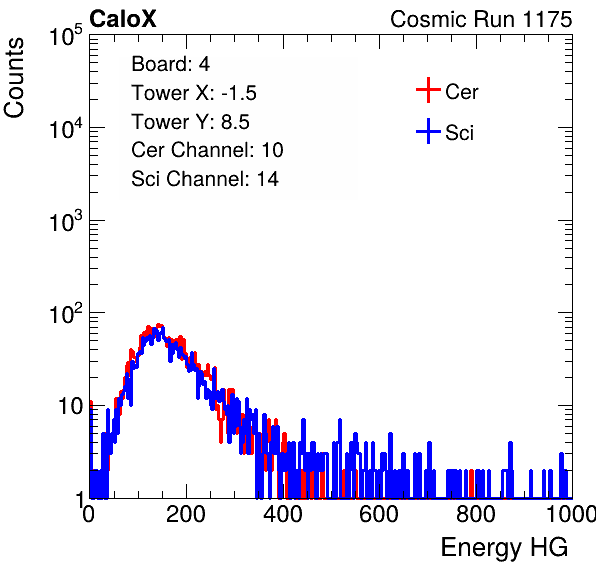 CaloX Cosmic Run 1175
Counts
10^5
10^4
10^3
10^2
10
1
Board: 4
Tower X: -1.5
Tower Y: 8.5
Cer Channel: 10
Sci Channel: 14
Cer
Sci
0 200 400 600 800 1000
Energy HG